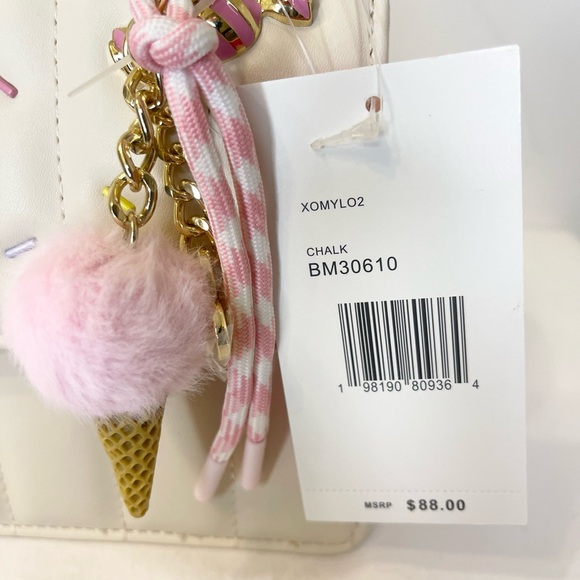 XOMYLO2
CHALK
BM30610
1 98190 80936 4
MSRP $88.00